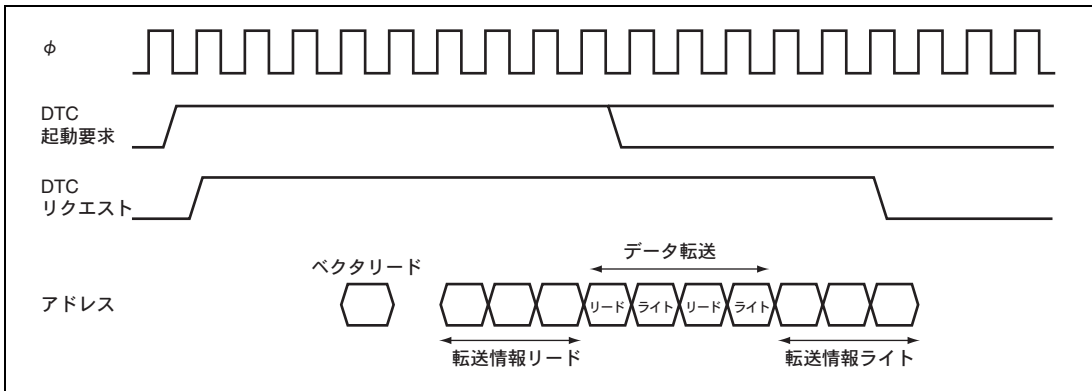 φ
DTC
起動要求
DTC
リクエスト
データ転送
ベクタリード
アドレス
リード ライト リード ライト
転送情報リード 転送情報ライト